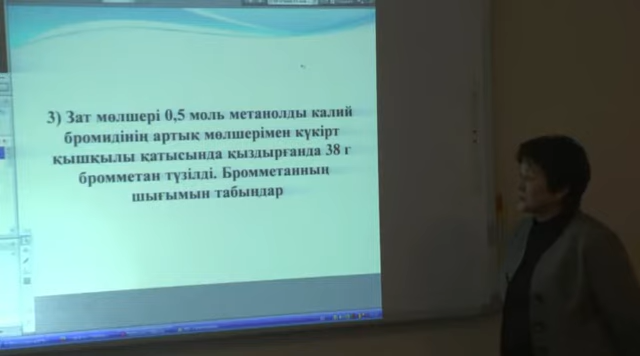 3) Зат мөлшері 0,5 моль метанолды калий
бромидінің артық мөлшерімен күкірт
қышқылы қатысында қыздырғанда 38 г
бромметан түзілді. Бромметанның
шығымын табыңдар